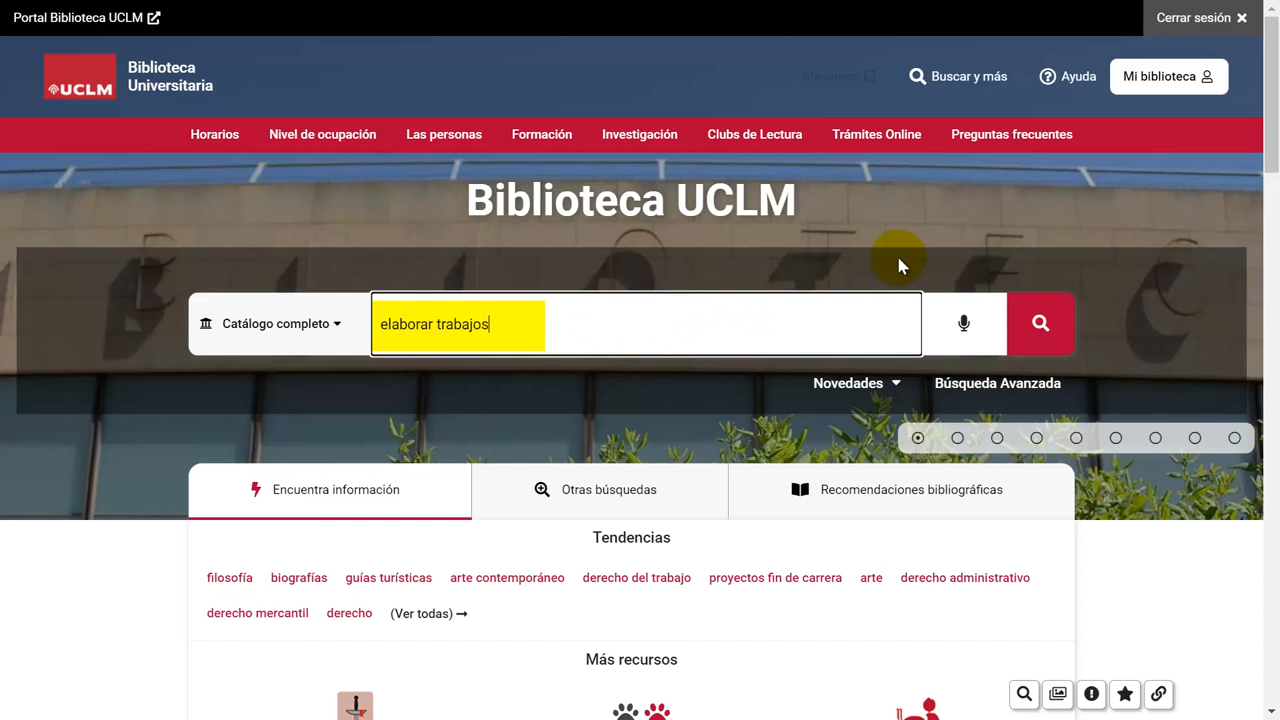 Portal Biblioteca UCLM
Cerrar sesión
UCLM
Biblioteca
Universitaria
Marcados
Buscar y más
Ayuda
Mi biblioteca
Horarios
Nivel de ocupación
Las personas
Formación
Investigación
Clubs de Lectura
Trámites Online
Preguntas frecuentes
Biblioteca UCLM
Catálogo completo
elaborar trabajos
Novedades
Búsqueda Avanzada
Encuentra información
Otras búsquedas
Recomendaciones bibliográficas
Tendencias
filosofía biografías guías turísticas arte contemporáneo derecho del trabajo proyectos fin de carrera arte derecho administrativo
derecho mercantil derecho (Ver todas)
Más recursos